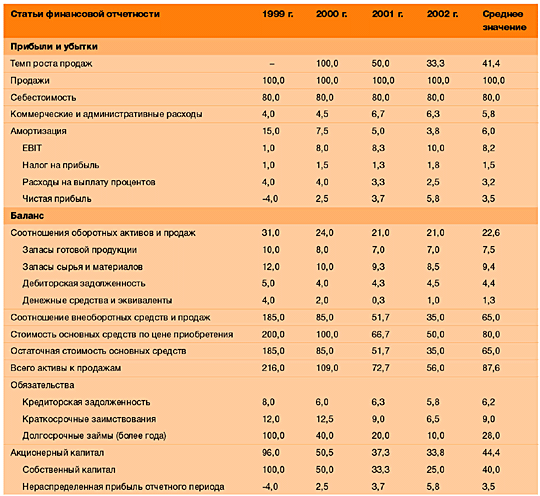 Статьи финансовой отчетности 1999 г. 2000 г. 2001 г. 2002 г. Среднее значение
Прибыли и убытки
Темп роста продаж – 100,0 50,0 33,3 41,4
Продажи 100,0 100,0 100,0 100,0 100,0
Себестоимость 80,0 80,0 80,0 80,0 80,0
Коммерческие и административные расходы 4,0 4,5 6,7 6,3 5,8
Амортизация 15,0 7,5 5,0 3,8 6,0
EBIT 1,0 8,0 8,3 10,0 8,2
Налог на прибыль 1,0 1,5 1,3 1,8 1,5
Расходы на выплату процентов 4,0 4,0 3,3 2,5 3,2
Чистая прибыль -4,0 2,5 3,7 5,8 3,5
Баланс
Соотношения оборотных активов и продаж 31,0 24,0 21,0 21,0 22,6
Запасы готовой продукции 10,0 8,0 7,0 7,0 7,5
Запасы сырья и материалов 12,0 10,0 9,3 8,5 9,4
Дебиторская задолженность 5,0 4,0 4,3 4,5 4,4
Денежные средства и эквиваленты 4,0 2,0 0,3 1,0 1,3
Соотношение внеоборотных средств и продаж 185,0 85,0 51,7 35,0 65,0
Стоимость основных средств по цене приобретения 200,0 100,0 66,7 50,0 80,0
Остаточная стоимость основных средств 185,0 85,0 51,7 35,0 65,0
Всего активы к продажам 216,0 109,0 72,7 56,0 87,6
Обязательства
Кредиторская задолженность 8,0 6,0 6,3 5,8 6,2
Краткосрочные заимствования 12,0 12,5 9,0 6,5 9,0
Долгосрочные займы (более года) 100,0 40,0 20,0 10,0 28,0
Акционерный капитал 96,0 50,5 37,3 33,8 44,4
Собственный капитал 100,0 50,0 33,3 25,0 40,0
Нераспределенная прибыль отчетного периода -4,0 2,5 3,7 5,8 3,5